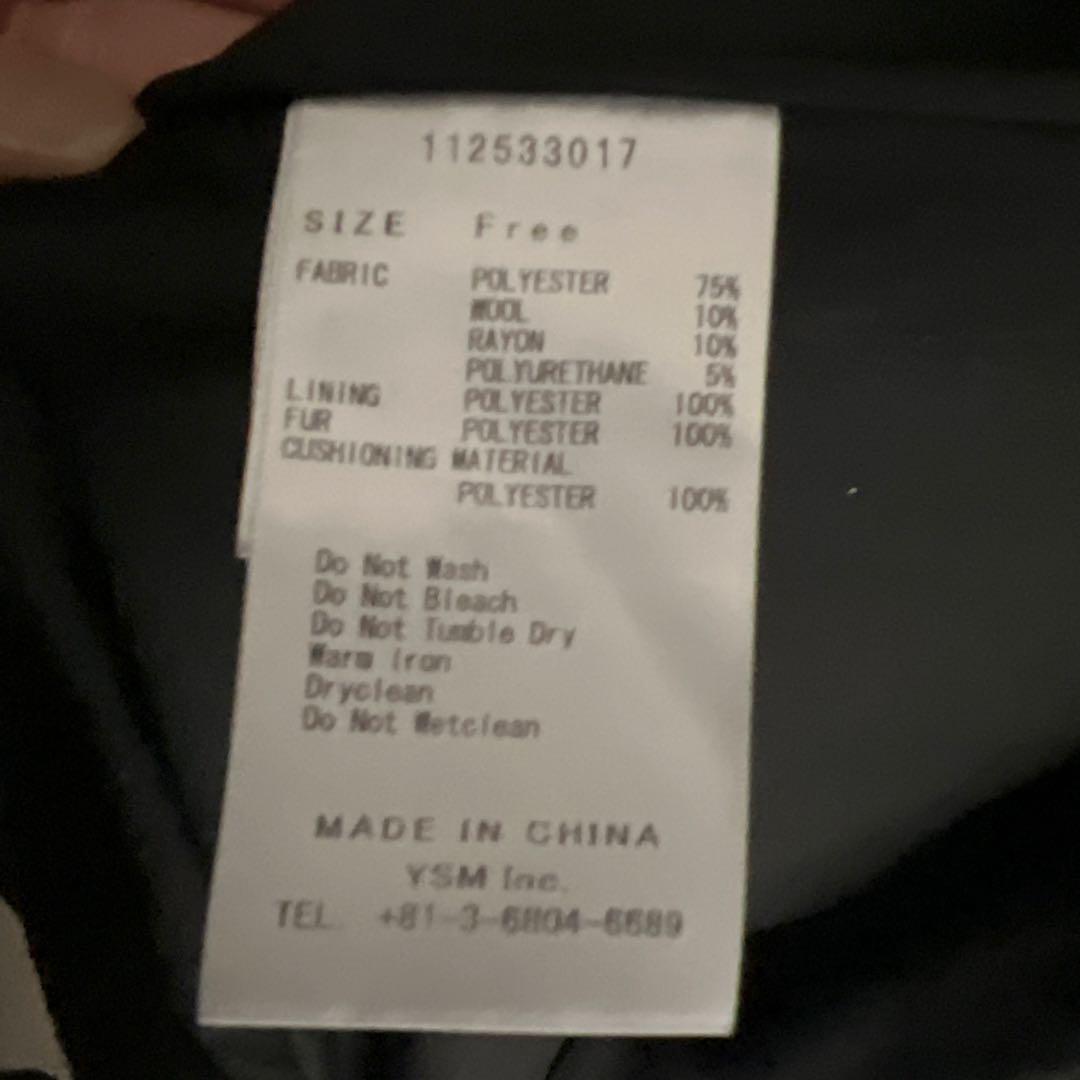 112533017
SIZE Free
FABRIC POLYESTER 75%
WOOL 10%
RAYON 10%
POLYURETHANE 5%
LINING POLYESTER 100%
FUR POLYESTER 100%
CUSHIONING MATERIAL
POLYESTER 100%
Do Not Wash
Do Not Bleach
Do Not Tumble Dry
Warm Iron
Dryclean
Do Not Wetclean
MADE IN CHINA
YSM Inc.
TEL. +81-3-6804-6689